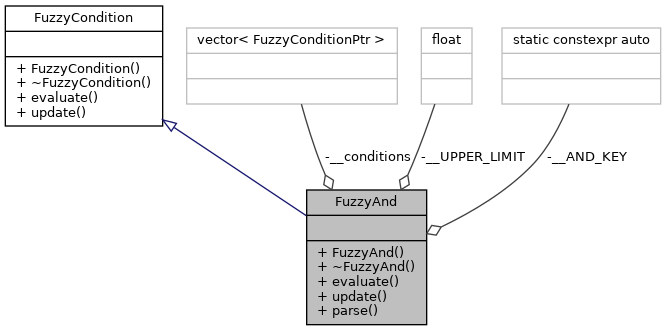 FuzzyCondition
+ FuzzyCondition()
+ ~FuzzyCondition()
+ evaluate()
+ update()
vector< FuzzyConditionPtr >
float
static constexpr auto
-__conditions
-__UPPER_LIMIT
-__AND_KEY
FuzzyAnd
+ FuzzyAnd()
+ ~FuzzyAnd()
+ evaluate()
+ update()
+ parse()